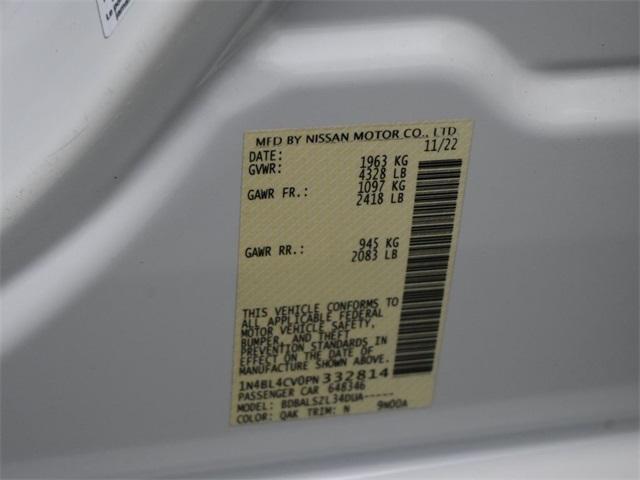 MFD BY NISSAN MOTOR CO., LTD
DATE: 11/22
GVWR: 1963 KG
4328 LB
GAWR FR.: 1097 KG
2418 LB
GAWR RR.: 945 KG
2083 LB
THIS VEHICLE CONFORMS TO
ALL APPLICABLE FEDERAL
MOTOR VEHICLE SAFETY,
BUMPER, AND THEFT
PREVENTION STANDARDS IN
EFFECT ON THE DATE OF
MANUFACTURE SHOWN ABOVE.
1N4BL4CV0PN332814
PASSENGER CAR 648346
MODEL: BDBALSZL34DUA-----
COLOR: QAK TRIM: N 9N00A